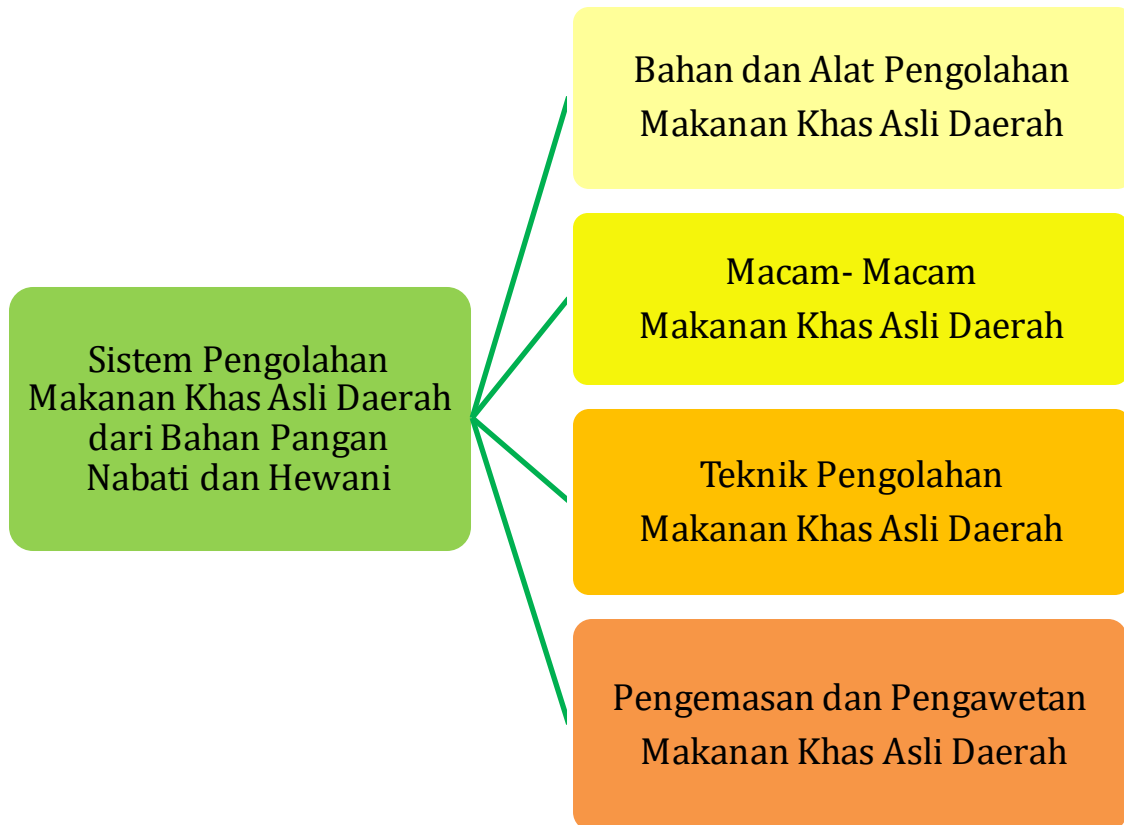 Sistem Pengolahan
Makanan Khas Asli Daerah
dari Bahan Pangan
Nabati dan Hewani
Bahan dan Alat Pengolahan
Makanan Khas Asli Daerah
Macam- Macam
Makanan Khas Asli Daerah
Teknik Pengolahan
Makanan Khas Asli Daerah
Pengemasan dan Pengawetan
Makanan Khas Asli Daerah